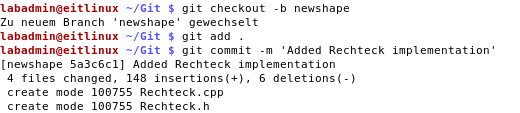 labadmin@eitlinux ~/Git $ git checkout -b newshape
Zu neuem Branch 'newshape' gewechselt
labadmin@eitlinux ~/Git $ git add .
labadmin@eitlinux ~/Git $ git commit -m 'Added Rechteck implementation'
[newshape 5a3c6c1] Added Rechteck implementation
 4 files changed, 148 insertions(+), 6 deletions(-)
 create mode 100755 Rechteck.cpp
 create mode 100755 Rechteck.h